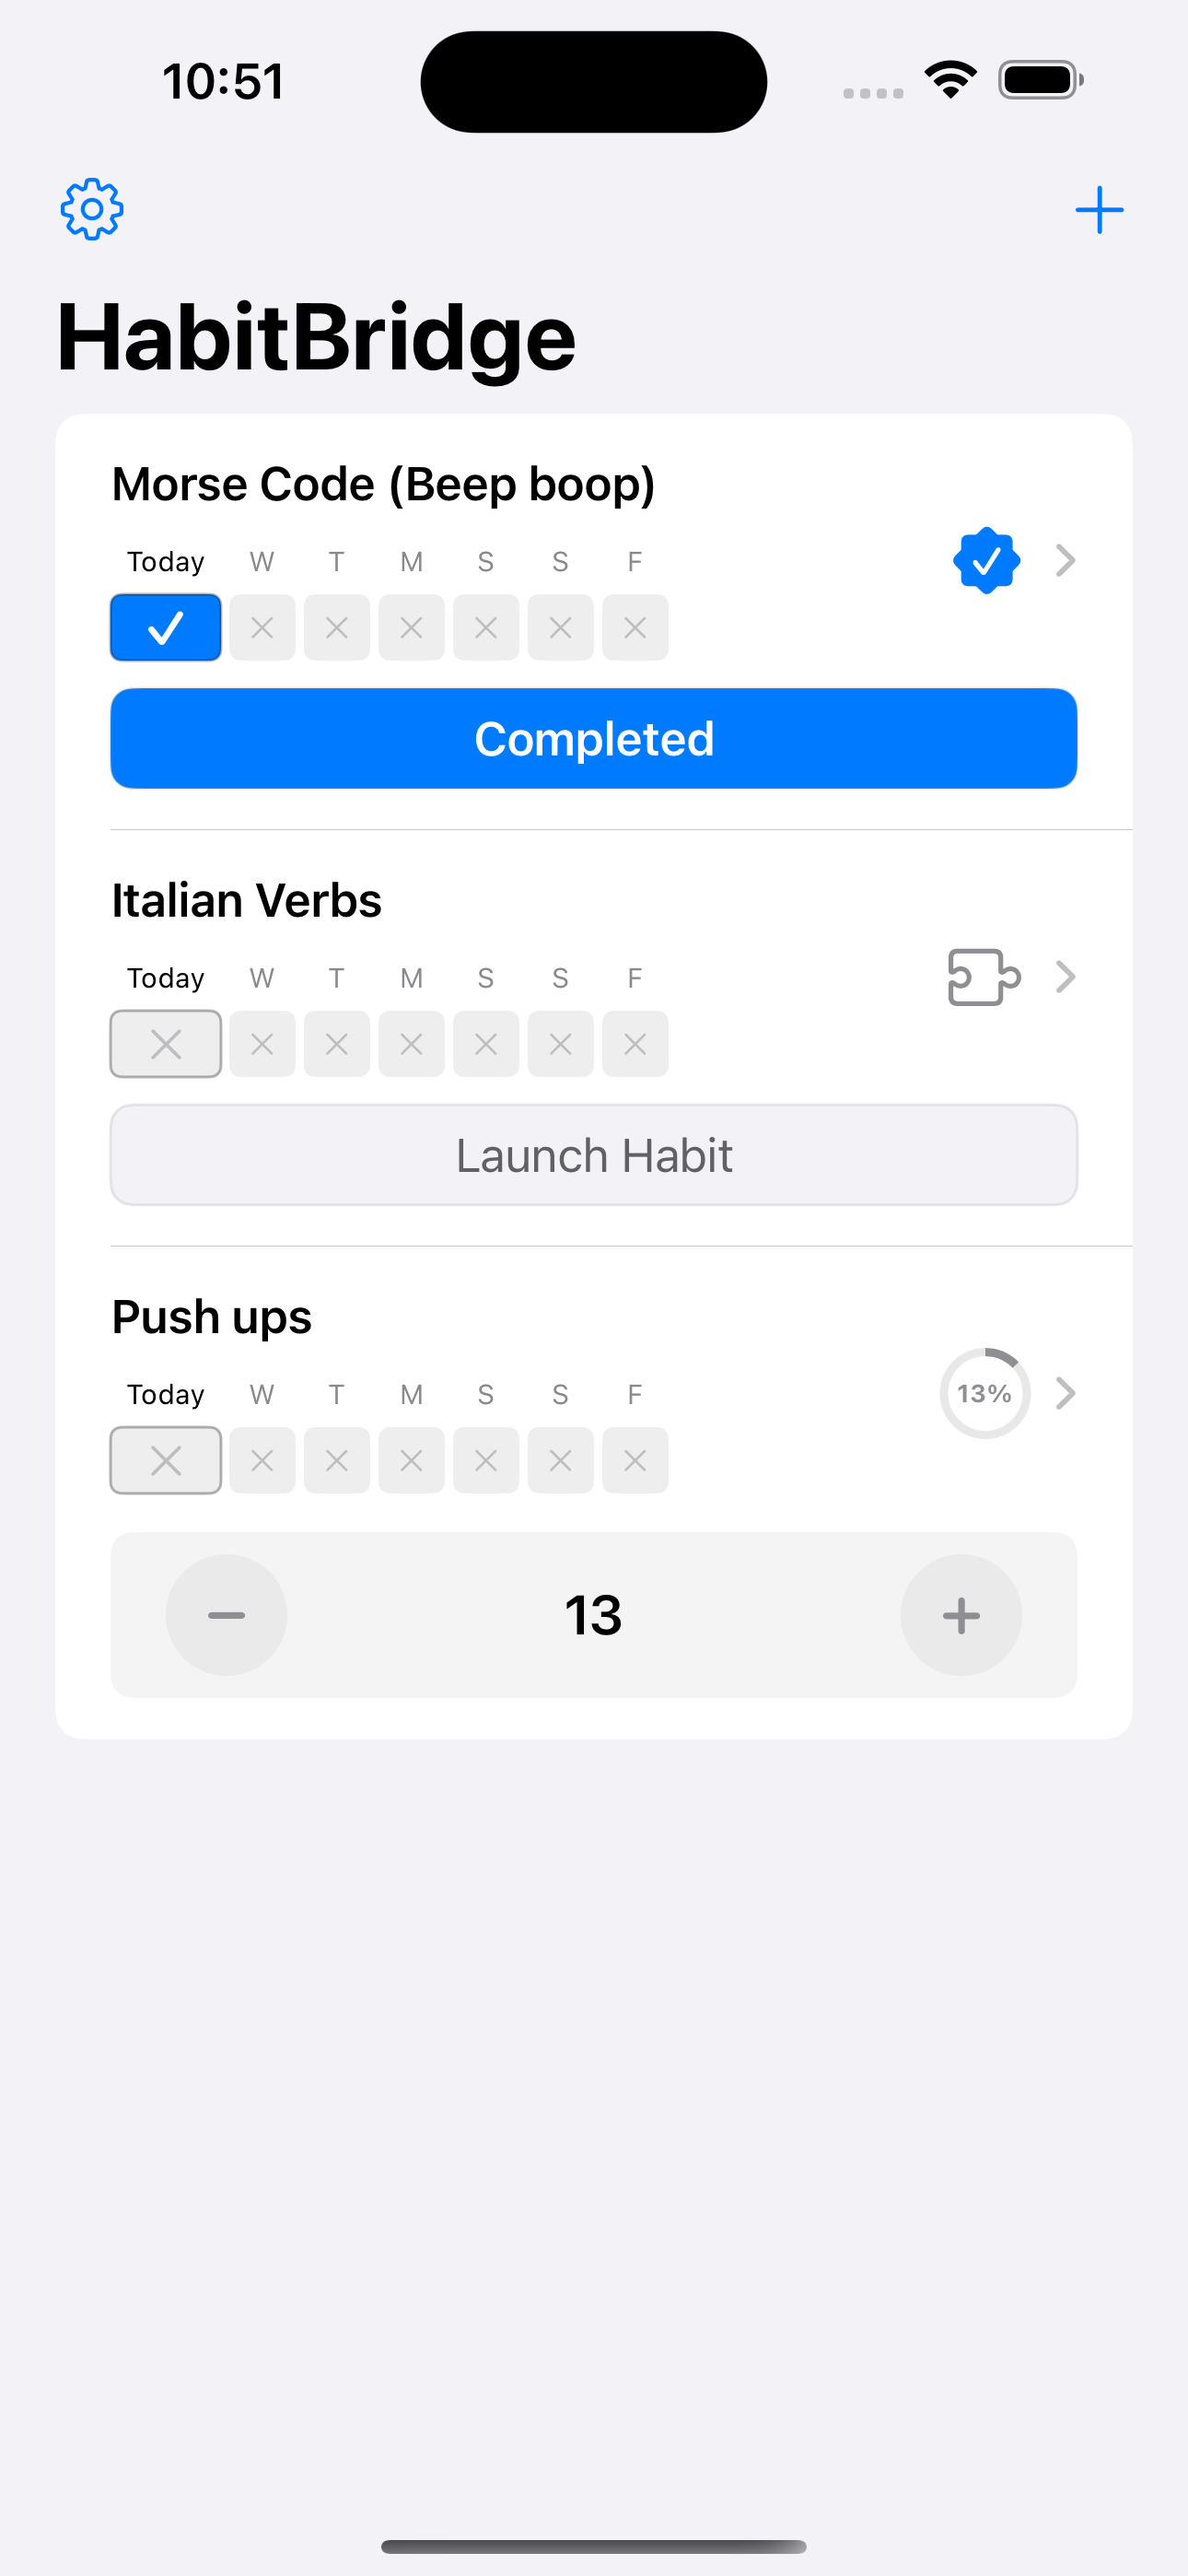 10:51
HabitBridge
Morse Code (Beep boop)
Today W T M S S F
Completed
Italian Verbs
Today W T M S S F
Launch Habit
Push ups
Today W T M S S F
13%
13